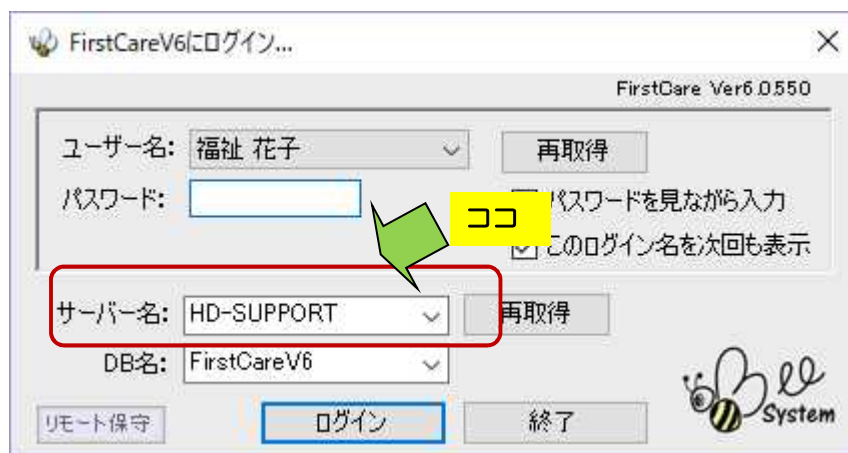 FirstCareV6にログイン...
FirstCare Ver6.0.550
ユーザー名: 福祉 花子 再取得
パスワード: パスワードを見ながら入力
ココ
このログイン名を次回も表示
サーバー名: HD-SUPPORT 再取得
DB名: FirstCareV6
リモート保守 ログイン 終了
Bee System